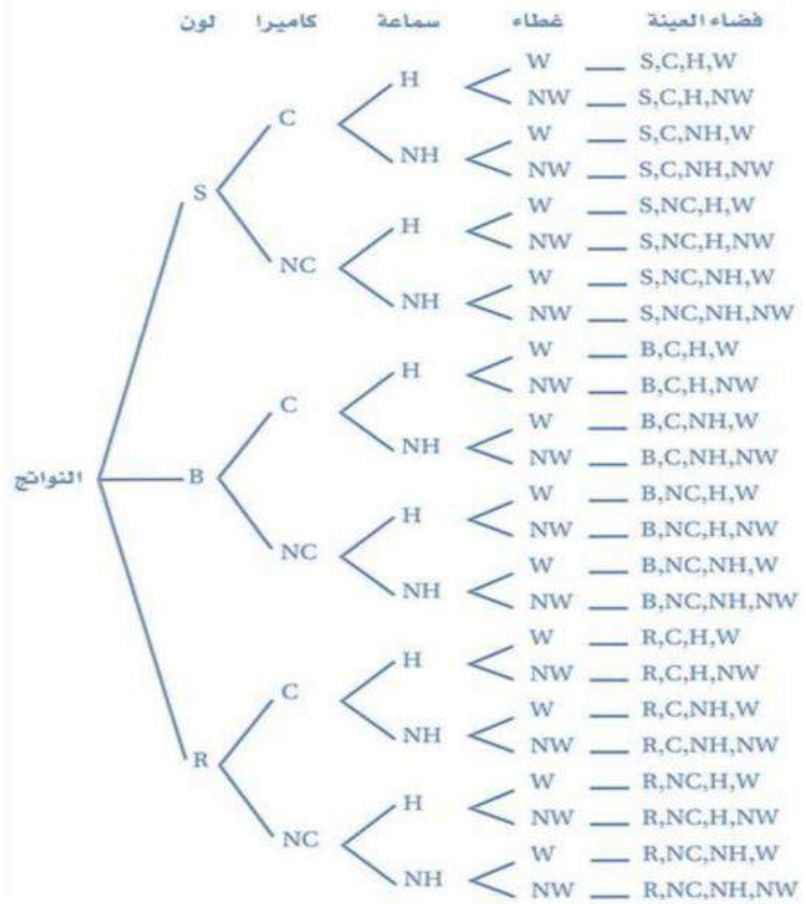 لون كاميرا سماعة غطاء فضاء العينة
W S,C,H,W
H
NW S,C,H,NW
C
W S,C,NH,W
NH
NW S,C,NH,NW
S
W S,NC,H,W
H
NW S,NC,H,NW
NC
W S,NC,NH,W
NH
NW S,NC,NH,NW
W B,C,H,W
H
NW B,C,H,NW
C
W B,C,NH,W
NH
NW B,C,NH,NW
النواتج B
W B,NC,H,W
H
NW B,NC,H,NW
NC
W B,NC,NH,W
NH
NW B,NC,NH,NW
W R,C,H,W
H
NW R,C,H,NW
C
W R,C,NH,W
NH
NW R,C,NH,NW
R
W R,NC,H,W
H
NW R,NC,H,NW
NC
W R,NC,NH,W
NH
NW R,NC,NH,NW